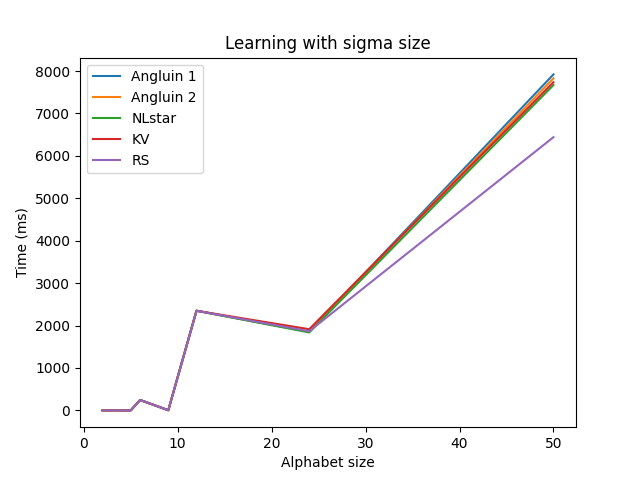 Learning with sigma size
Angluin 1
Angluin 2
NLstar
KV
RS
Time (ms)
8000
7000
6000
5000
4000
3000
2000
1000
0
0 10 20 30 40 50
Alphabet size